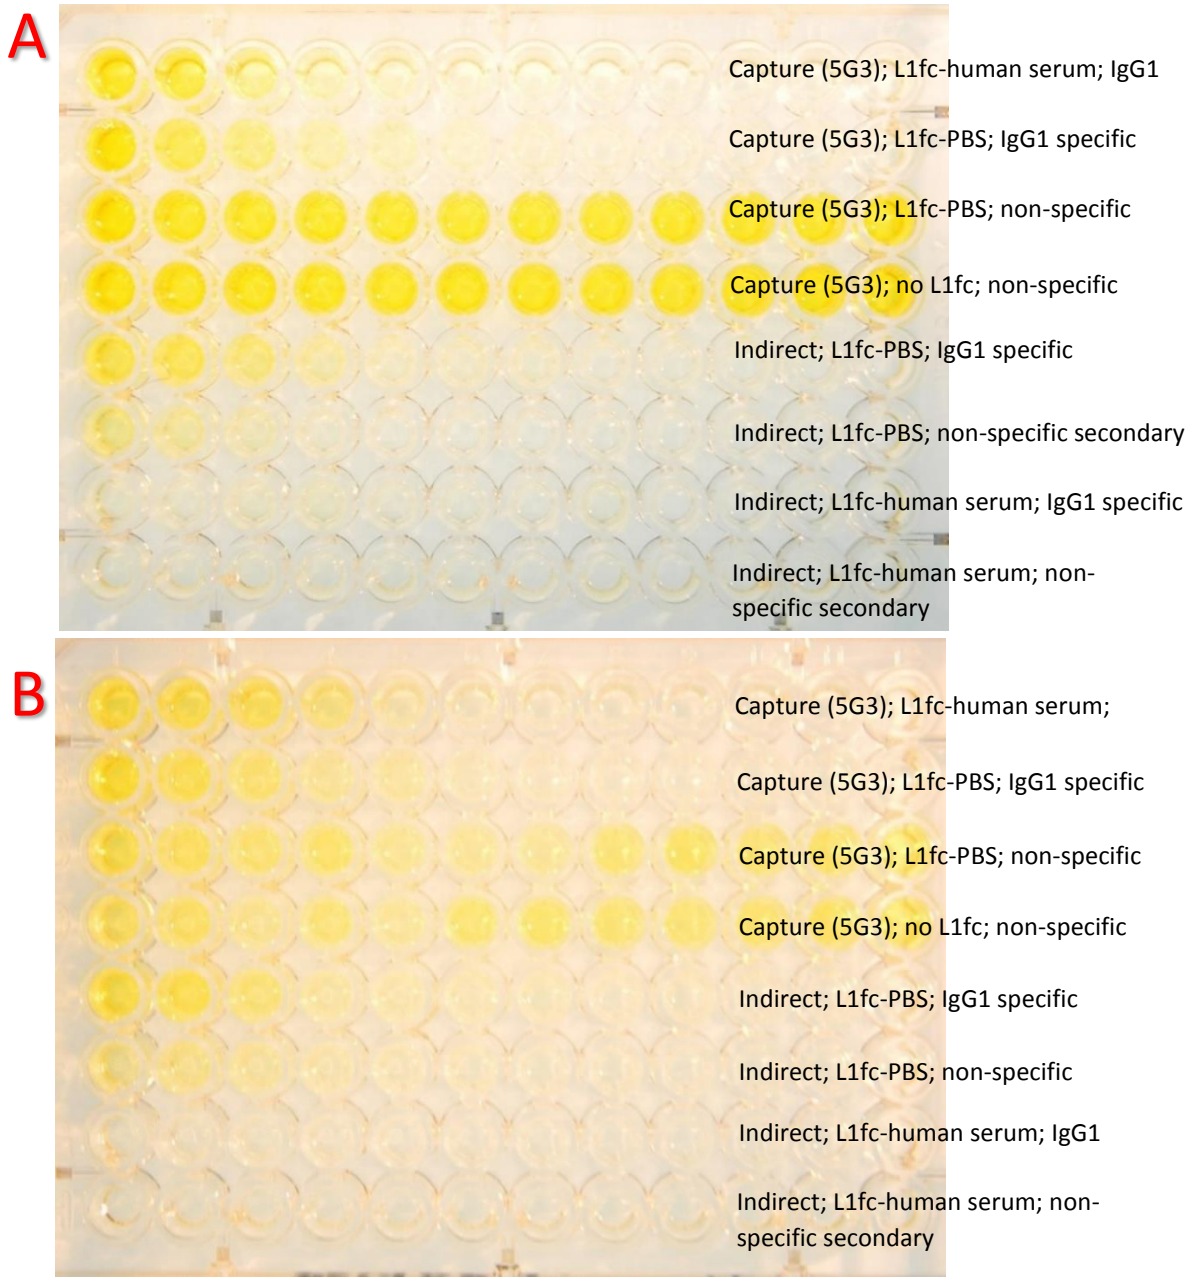 A
Capture (5G3); L1fc-human serum; IgG1
Capture (5G3); L1fc-PBS; IgG1 specific
Capture (5G3); L1fc-PBS; non-specific
Capture (5G3); no L1fc; non-specific
Indirect; L1fc-PBS; IgG1 specific
Indirect; L1fc-PBS; non-specific secondary
Indirect; L1fc-human serum; IgG1 specific
Indirect; L1fc-human serum; non-
specific secondary
B
Capture (5G3); L1fc-human serum;
Capture (5G3); L1fc-PBS; IgG1 specific
Capture (5G3); L1fc-PBS; non-specific
Capture (5G3); no L1fc; non-specific
Indirect; L1fc-PBS; IgG1 specific
Indirect; L1fc-PBS; non-specific
Indirect; L1fc-human serum; IgG1
Indirect; L1fc-human serum; non-
specific secondary